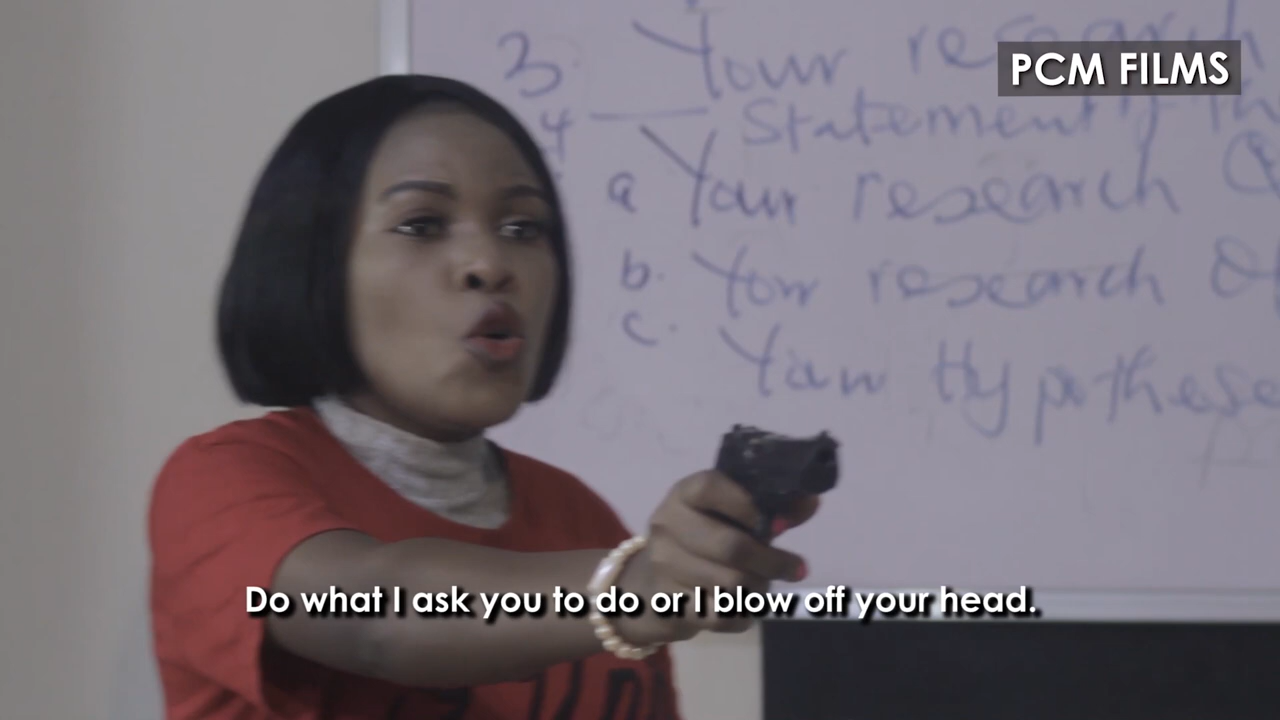 PCM FILMS
3. Your research
4 Statement of th
a Your research Q
b. Your research
c. Your Hypothese
Do what I ask you to do or I blow off your head.